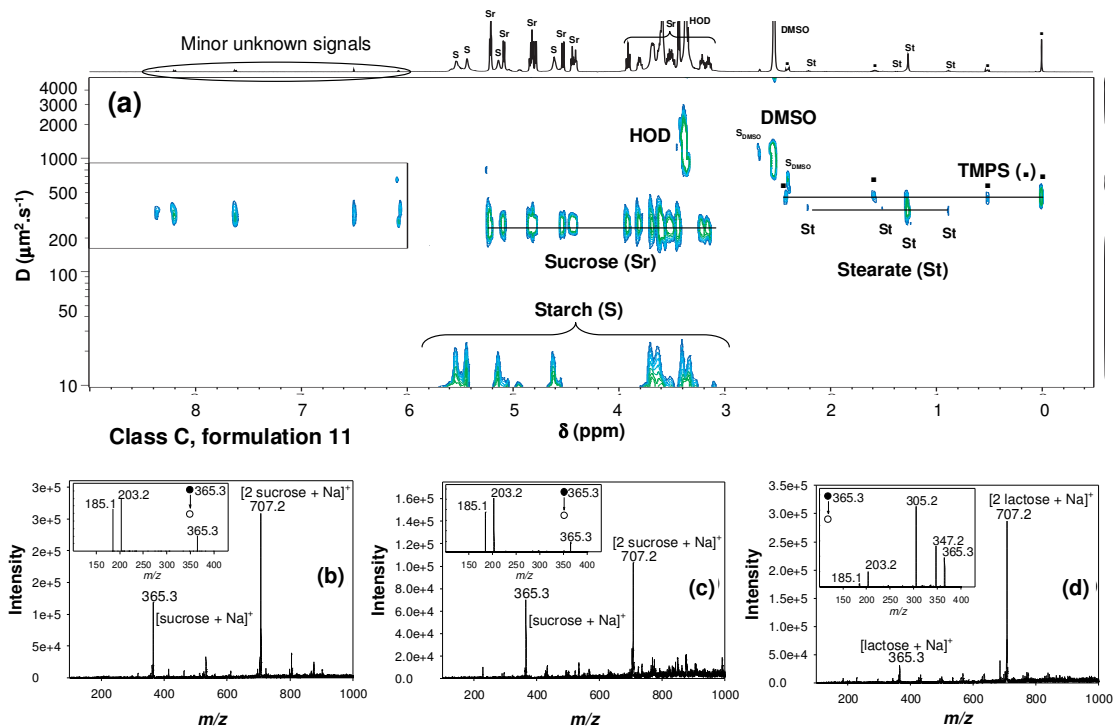 Minor unknown signals
S
S
Sr
S
Sr
Sr
S
Sr
Sr
Sr
HOD
DMSO
St
St
St
St
(a)
HOD
DMSO
S DMSO
S DMSO
TMPS (▪)
St
St
St
St
Stearate (St)
Sucrose (Sr)
Starch (S)
D (µm².s⁻¹)
4000
3000
2000
1000
500
200
100
50
10
8
7
6
5
4
3
2
1
0
δ (ppm)
Class C, formulation 11
(b)
Intensity
3e+5
3e+5
2e+5
2e+5
1e+5
5e+4
0
200
400
600
800
1000
m/z
[2 sucrose + Na]⁺
707.2
365.3
[sucrose + Na]⁺
185.1
203.2
365.3
365.3
150
200
250
300
350
400
m/z
(c)
Intensity
1.6e+5
1.4e+5
1.2e+5
1.0e+5
8.0e+4
6.0e+4
4.0e+4
2.0e+4
0.0
200
400
600
800
1000
m/z
[2 sucrose + Na]⁺
707.2
365.3
[sucrose + Na]⁺
185.1
203.2
365.3
365.3
150
200
250
300
350
400
m/z
(d)
Intensity
3.5e+5
3.0e+5
2.5e+5
2.0e+5
1.5e+5
1.0e+5
5.0e+4
0.0
200
400
600
800
1000
m/z
[2 lactose + Na]⁺
707.2
[lactose + Na]⁺
365.3
365.3
305.2
347.2
365.3
203.2
185.1
150
200
250
300
350
400
m/z